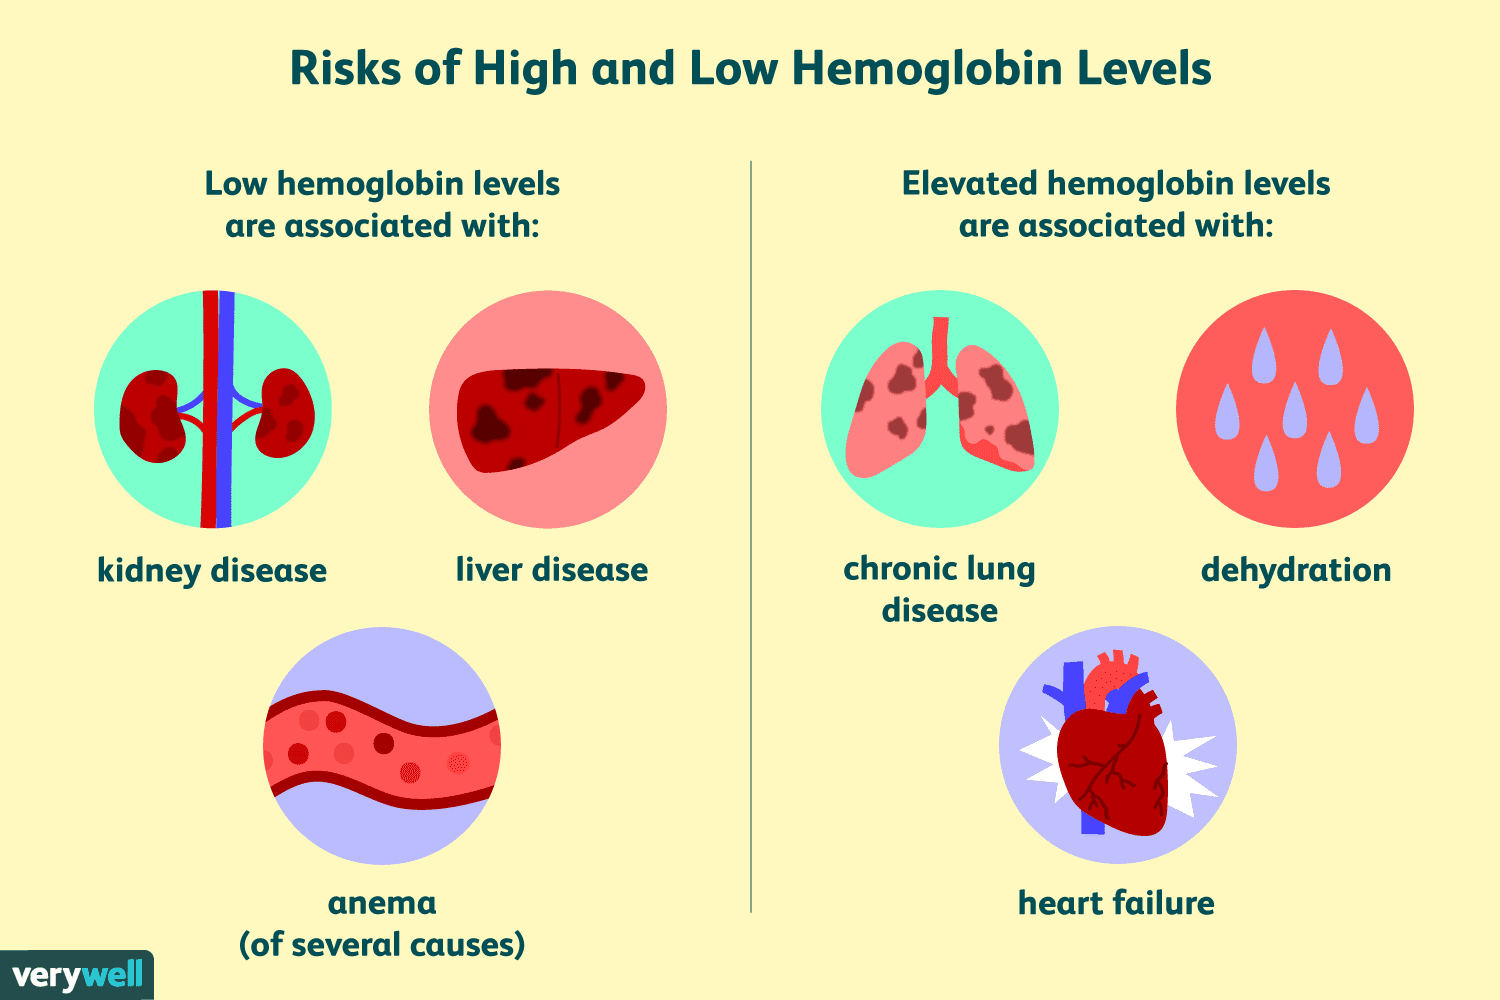 Risks of High and Low Hemoglobin Levels
Low hemoglobin levels
are associated with:
kidney disease
liver disease
anema
(of several causes)
Elevated hemoglobin levels
are associated with:
chronic lung
disease
dehydration
heart failure
verywell